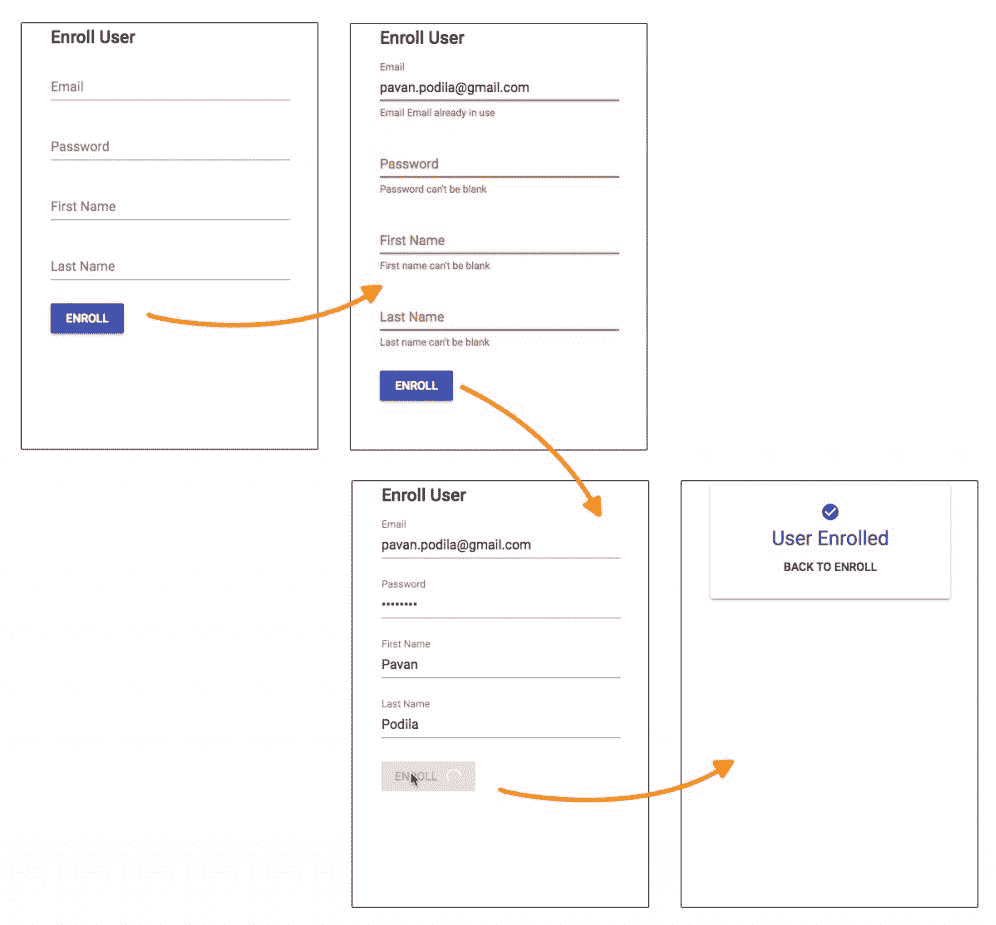 Enroll User
Email
Password
First Name
Last Name
ENROLL
Enroll User
Email
pavan.podila@gmail.com
Email Email already in use
Password
Password can't be blank
First Name
First name can't be blank
Last Name
Last name can't be blank
ENROLL
Enroll User
Email
pavan.podila@gmail.com
Password
••••••••
First Name
Pavan
Last Name
Podila
ENROLL
User Enrolled
BACK TO ENROLL